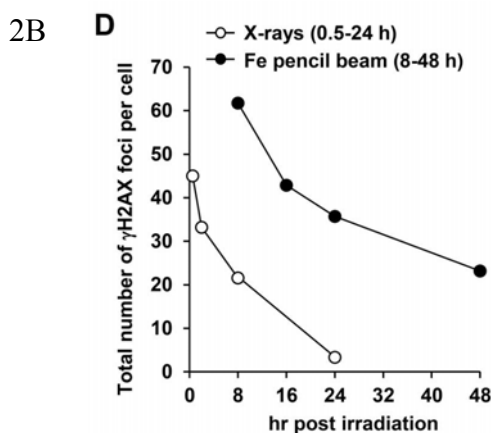 2B
D
X-rays (0.5-24 h)
Fe pencil beam (8-48 h)
Total number of γH2AX foci per cell
70
60
50
40
30
20
10
0
0 8 16 24 32 40 48
hr post irradiation